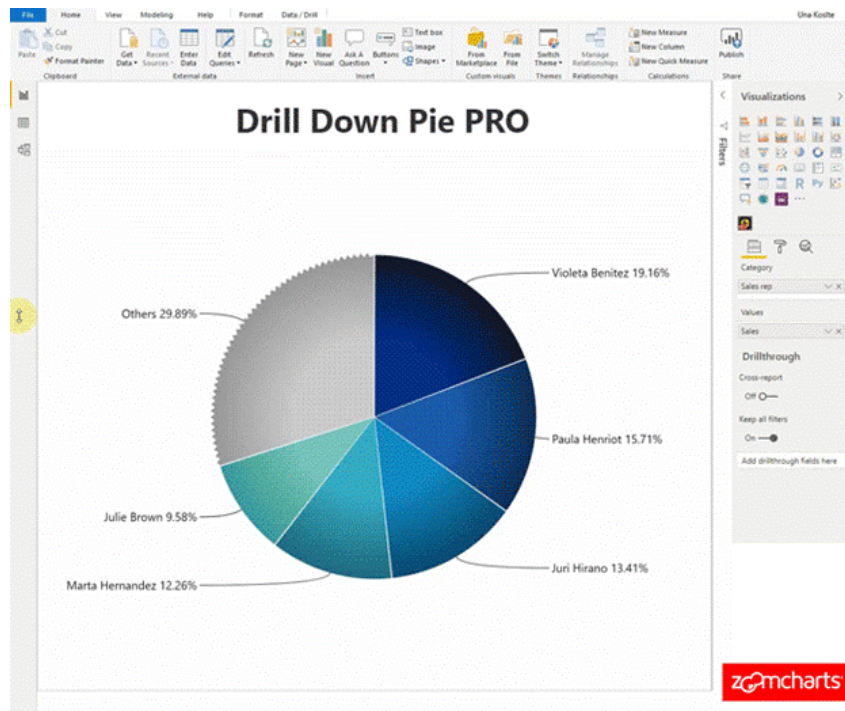 File Home View Modeling Help Format Data / Drill Una Koslte
Paste
Cut
Copy
Format Painter
Clipboard
Get Data
Recent Sources
Enter Data
Edit Queries
External data
Refresh
New Page
New Visual
Ask A Question
Buttons
Text box
Image
Shapes
Insert
From Marketplace
From File
Custom visuals
Switch Theme
Themes
Manage Relationships
Relationships
New Measure
New Column
New Quick Measure
Calculations
Publish
Share
Drill Down Pie PRO
Violeta Benitez 19.16%
Others 29.89%
Paula Henriot 15.71%
Julie Brown 9.58%
Juri Hirano 13.41%
Marta Hernandez 12.26%
Filters
Visualizations
R Py
Category
Sales rep
Values
Sales
Drillthrough
Cross-report
Off
Keep all filters
On
Add drillthrough fields here
zoomcharts